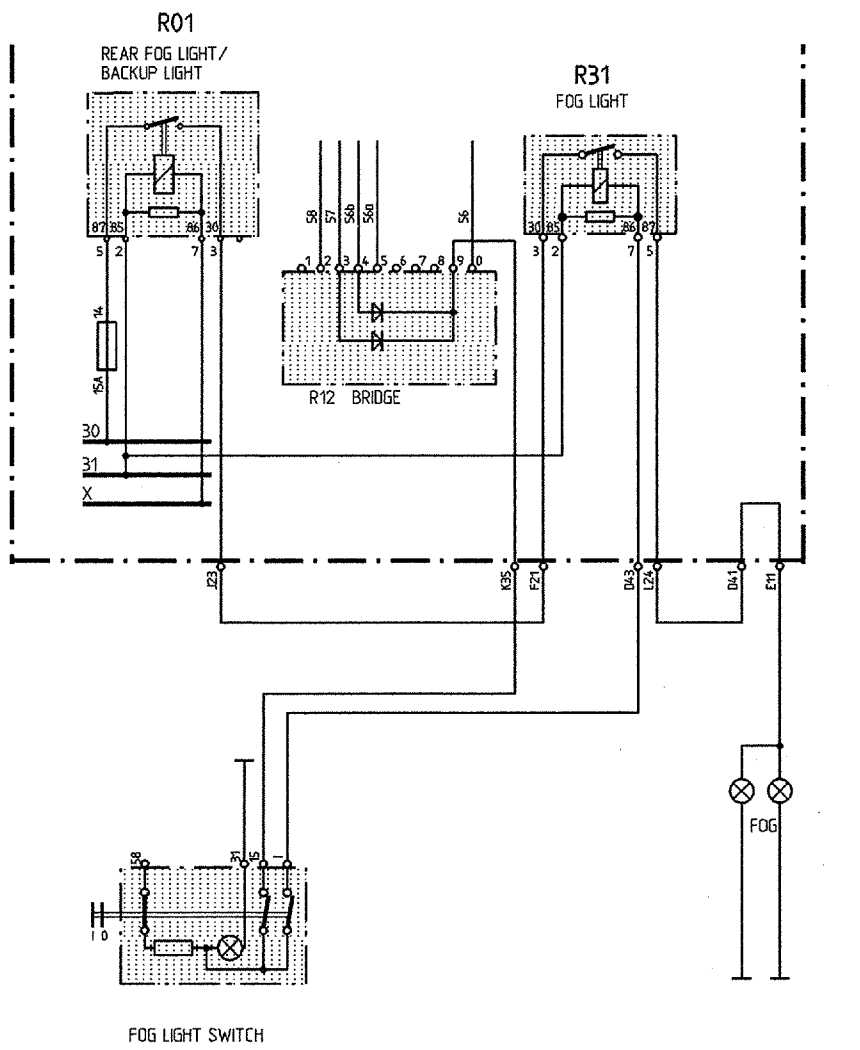 R01
REAR FOG LIGHT/
BACKUP LIGHT
R31
FOG LIGHT
87 85 86 30
5 2 7 3
58 57 56b 56a 56
30 85 86 87
3 2 7 5
1 2 3 4 5 6 7 8 9 0
14
15A
R12 BRIDGE
30
31
X
J23 K35 F21 D43 L24 D41 E11
FOG
58 31 15 1
I 0
FOG LIGHT SWITCH